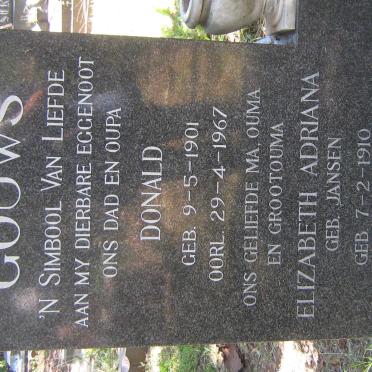 GOUWS
'N SIMBOOL VAN LIEFDE
AAN MY DIERBARE EGGENOOT
ONS DAD EN OUPA
DONALD
GEB. 9-5-1901
OORL. 29-4-1967
ONS GELIEFDE MA OUMA
EN GROOTOUMA
ELIZABETH ADRIANA
GEB. JANSEN
GEB. 7-2-1910